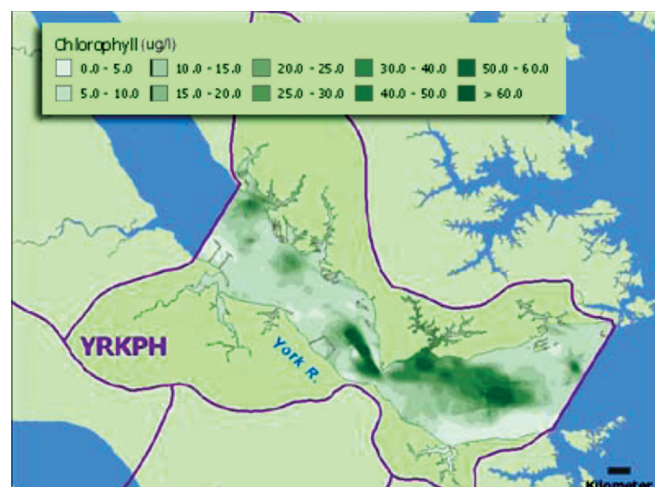 Chlorophyll (ug/l)
0.0 - 5.0 10.0 - 15.0 20.0 - 25.0 30.0 - 40.0 50.0 - 60.0
5.0 - 10.0 15.0 - 20.0 25.0 - 30.0 40.0 - 50.0 > 60.0
YRKPH
York R.
Kilometer